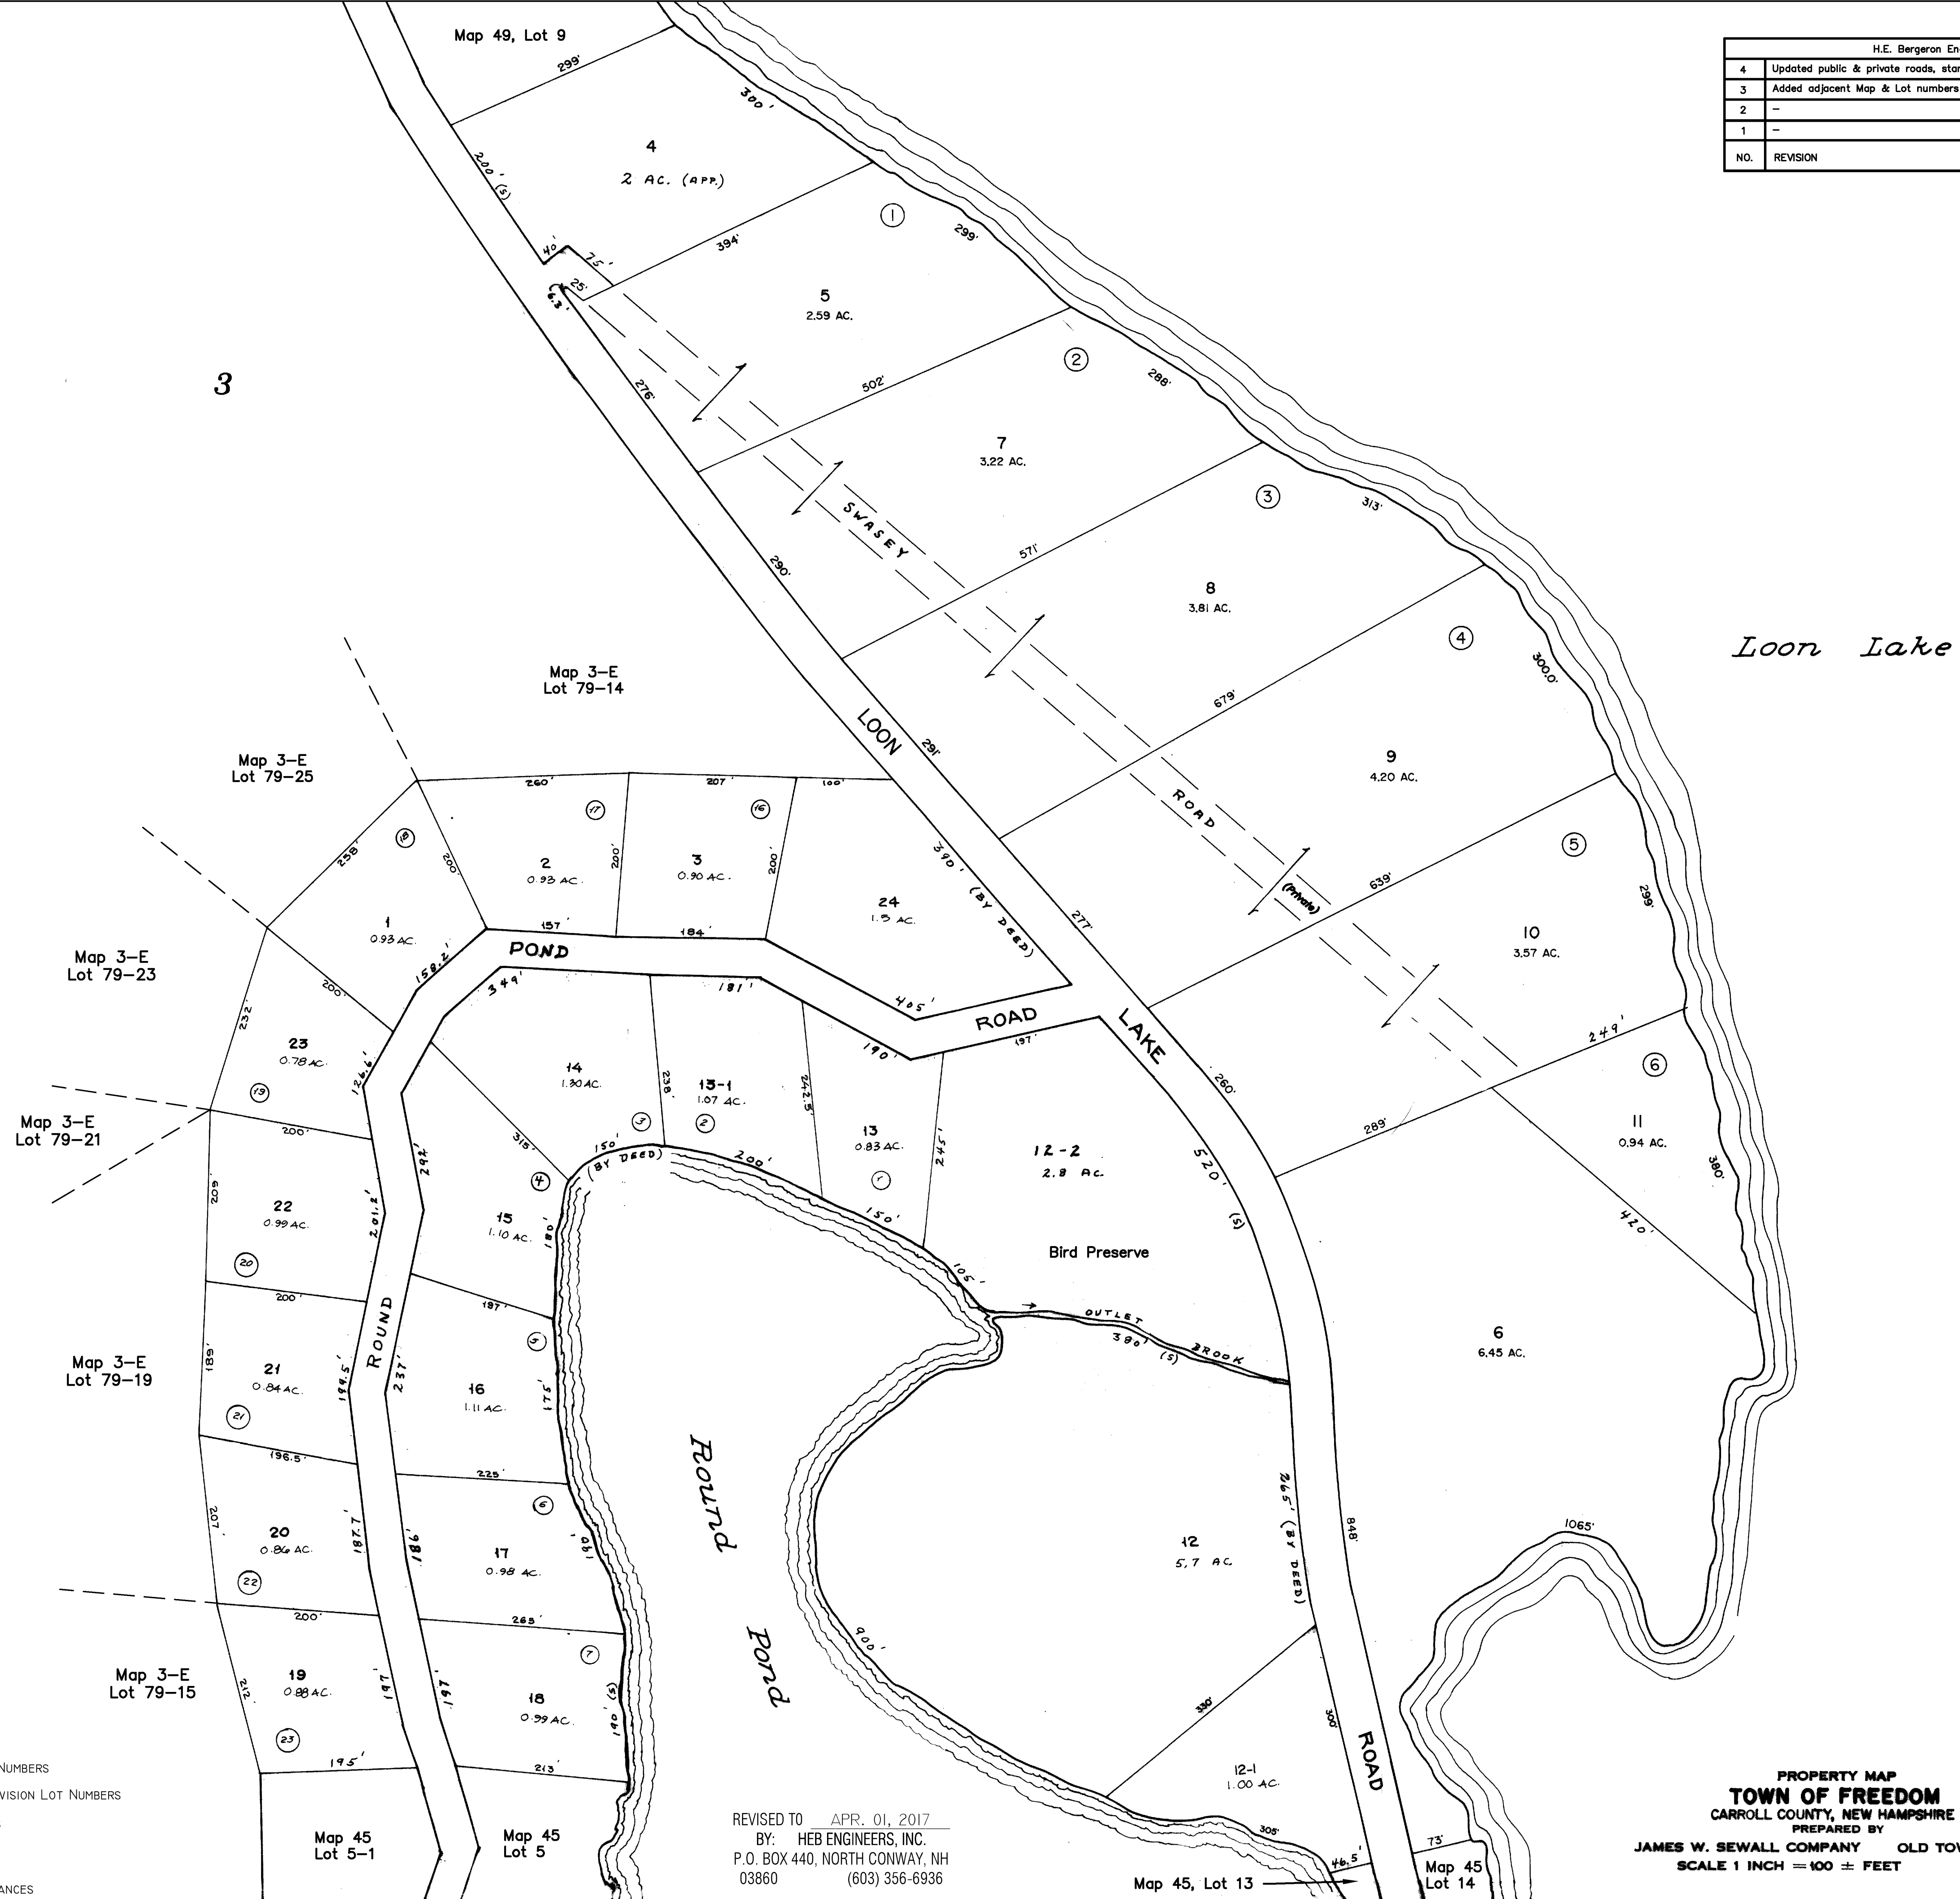 Map 49, Lot 9
299'
300'
4
2 AC. (APP.)
200' (S)
40'
75'
25'
6.3'
394'
1
299'
5
2.59 AC.
276'
502'
2
288'
7
3.22 AC.
3
313'
SWASEY
290'
571'
8
3.81 AC.
4
300.0'
679'
9
4.20 AC.
ROAD
(Private)
5
299'
639'
10
3.57 AC.
249'
6
289'
11
0.94 AC.
380'
420'
6
6.45 AC.
1065'
848'
LOON
291'
277'
LAKE
260'
520' (S)
265' (BY DEED)
300'
ROAD
73'
46.5'
Map 45
Lot 14
Map 45, Lot 13
Loon Lake
3
Map 3-E
Lot 79-14
Map 3-E
Lot 79-25
Map 3-E
Lot 79-23
Map 3-E
Lot 79-21
Map 3-E
Lot 79-19
Map 3-E
Lot 79-15
260'
207'
100'
17
16
18
258'
200'
2
0.93 AC.
200'
3
0.90 AC.
200'
24
1.5 AC.
390' (BY DEED)
1
0.93 AC.
157'
184'
POND
158.2'
349'
181'
405'
ROAD
190'
197'
200'
232'
23
0.78 AC.
126.6'
19
200'
14
1.30 AC.
238'
13-1
1.07 AC.
242.5'
13
0.83 AC.
245'
3
2
1
12-2
2.8 AC.
Bird Preserve
315'
150'
(BY DEED)
200'
150'
105'
OUTLET
BROOK
380' (S)
292'
4
15
1.10 AC.
180'
209'
22
0.99 AC.
201.2'
20
200'
197'
ROUND
189'
21
0.84 AC.
199.5'
237'
21
196.5'
5
16
1.11 AC.
175'
225'
207'
20
0.86 AC.
187.7'
186'
22
200'
6
17
0.98 AC.
190'
265'
212'
19
0.88 AC.
197'
197'
23
195'
7
18
0.99 AC.
190' (S)
213'
Map 45
Lot 5-1
Map 45
Lot 5
Round Pond
12
5.7 AC
900'
330'
12-1
1.00 AC.
305'
NUMBERS
VISION LOT NUMBERS
ANCES
REVISED TO APR. 01, 2017
BY: HEB ENGINEERS, INC.
P.O. BOX 440, NORTH CONWAY, NH
03860 (603) 356-6936
H.E. Bergeron En
4 Updated public & private roads, star
3 Added adjacent Map & Lot numbers
2 -
1 -
NO. REVISION
PROPERTY MAP
TOWN OF FREEDOM
CARROLL COUNTY, NEW HAMPSHIRE
PREPARED BY
JAMES W. SEWALL COMPANY OLD TOW
SCALE 1 INCH = 100 ± FEET